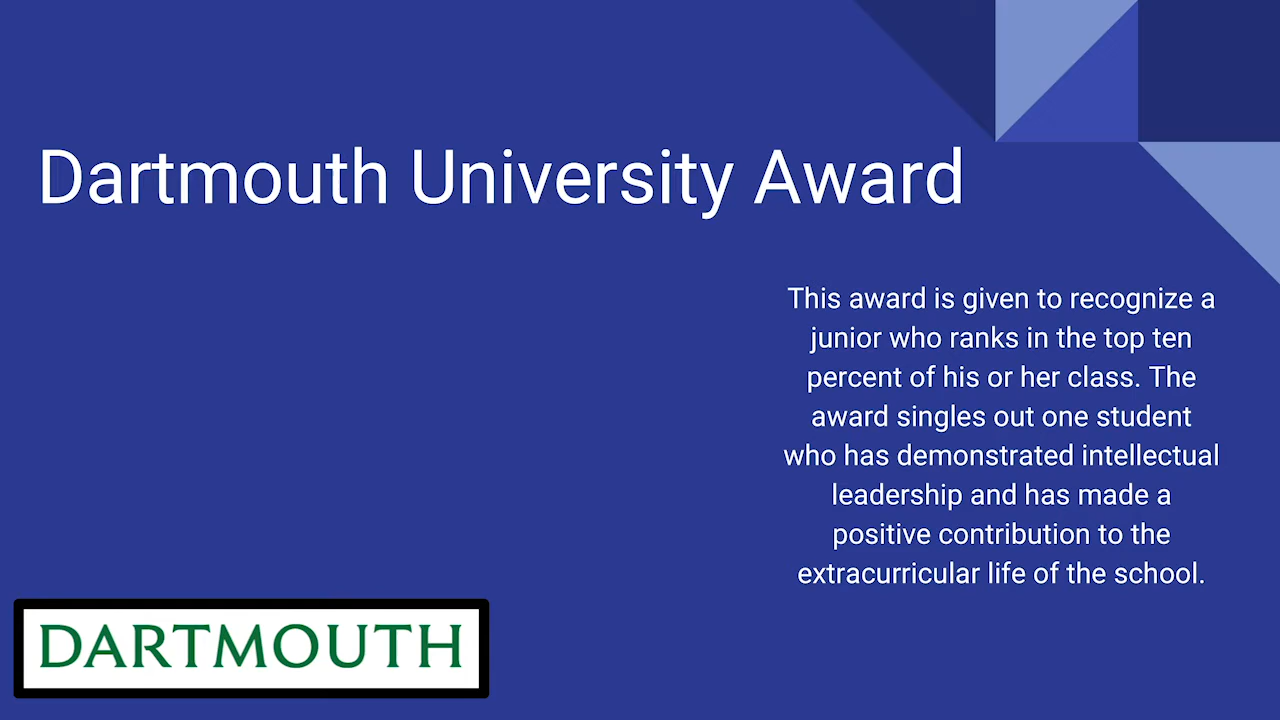 Dartmouth University Award
This award is given to recognize a
junior who ranks in the top ten
percent of his or her class. The
award singles out one student
who has demonstrated intellectual
leadership and has made a
positive contribution to the
extracurricular life of the school.
DARTMOUTH